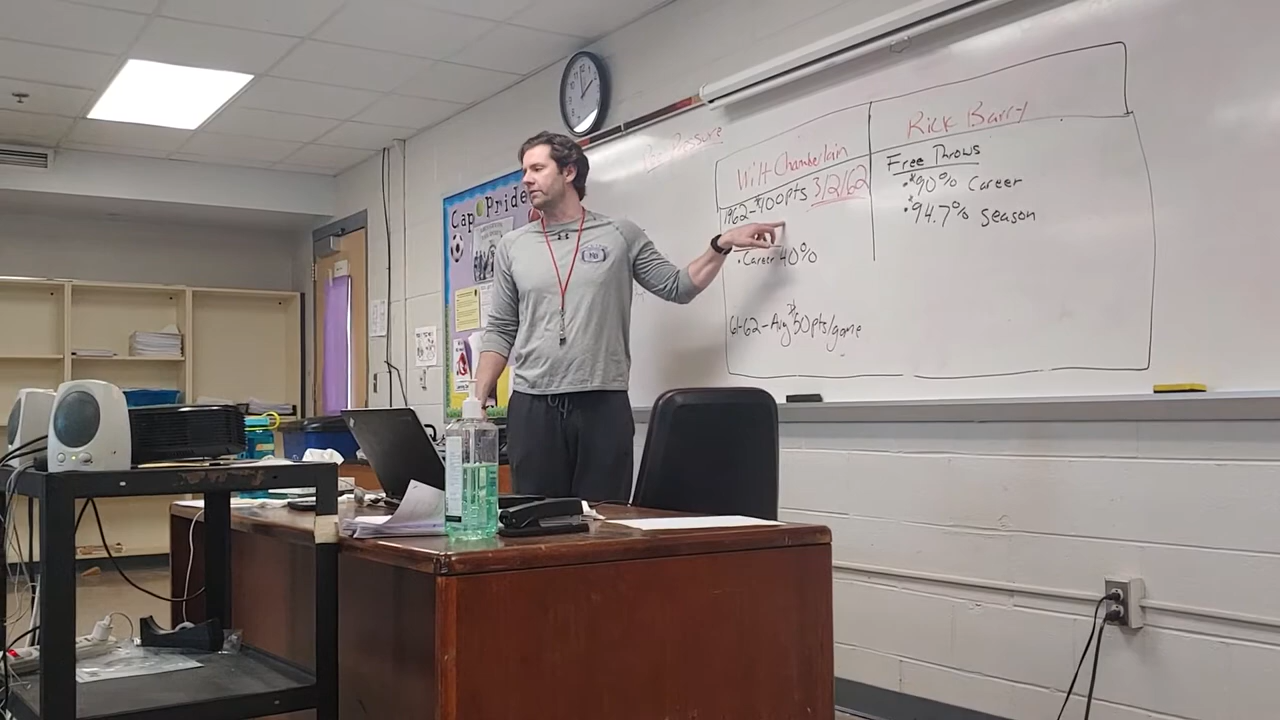 Cap Pride
Peer Pressure
Wilt Chamberlain
1962-*100pts 3/2/62
•Career 40%
61-62-Avg *50pts/game
Rick Barry
Free Throws
•*90% Career
•*94.7% Season